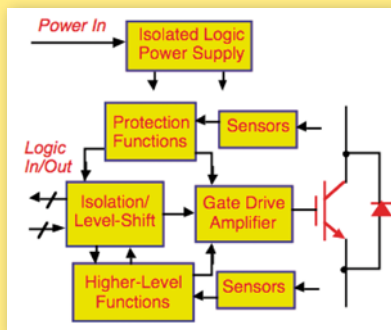 Power In
Isolated Logic
Power Supply
Protection
Functions
Sensors
Logic
In/Out
Isolation/
Level-Shift
Gate Drive
Amplifier
Higher-Level
Functions
Sensors